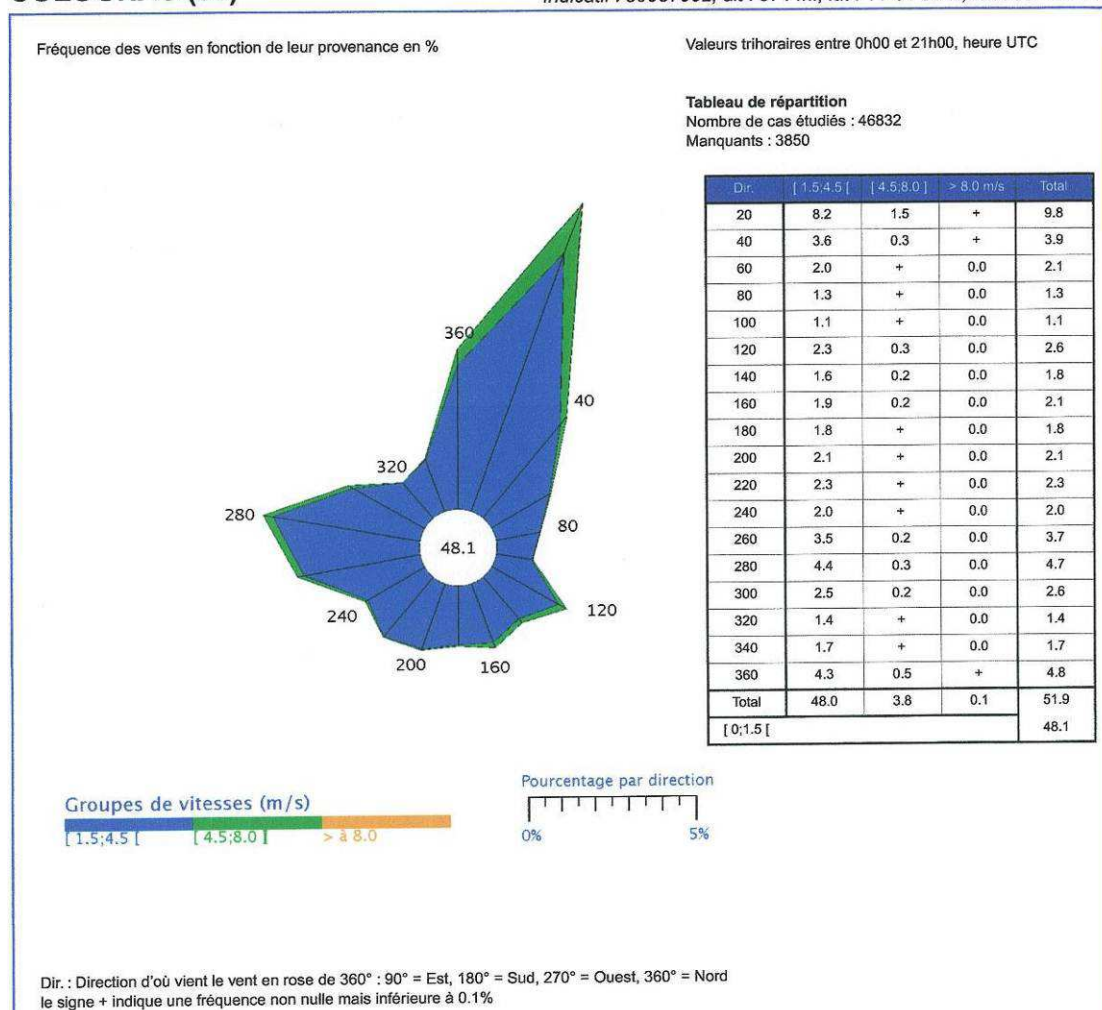 Fréquence des vents en fonction de leur provenance en %
Valeurs trihoraires entre 0h00 et 21h00, heure UTC
Tableau de répartition
Nombre de cas étudiés : 46832
Manquants : 3850
Dir. [ 1.5;4.5 [ [ 4.5;8.0 ] > 8.0 m/s Total
20 8.2 1.5 + 9.8
40 3.6 0.3 + 3.9
60 2.0 + 0.0 2.1
80 1.3 + 0.0 1.3
100 1.1 + 0.0 1.1
120 2.3 0.3 0.0 2.6
140 1.6 0.2 0.0 1.8
160 1.9 0.2 0.0 2.1
180 1.8 + 0.0 1.8
200 2.1 + 0.0 2.1
220 2.3 + 0.0 2.3
240 2.0 + 0.0 2.0
260 3.5 0.2 0.0 3.7
280 4.4 0.3 0.0 4.7
300 2.5 0.2 0.0 2.6
320 1.4 + 0.0 1.4
340 1.7 + 0.0 1.7
360 4.3 0.5 + 4.8
Total 48.0 3.8 0.1 51.9
[ 0;1.5 [ 48.1
360
40
320
280
80
48.1
240
120
200
160
Groupes de vitesses (m/s)
[ 1.5;4.5 [ [ 4.5;8.0 ] > à 8.0
Pourcentage par direction
0% 5%
Dir. : Direction d'où vient le vent en rose de 360° : 90° = Est, 180° = Sud, 270° = Ouest, 360° = Nord
le signe + indique une fréquence non nulle mais inférieure à 0.1%